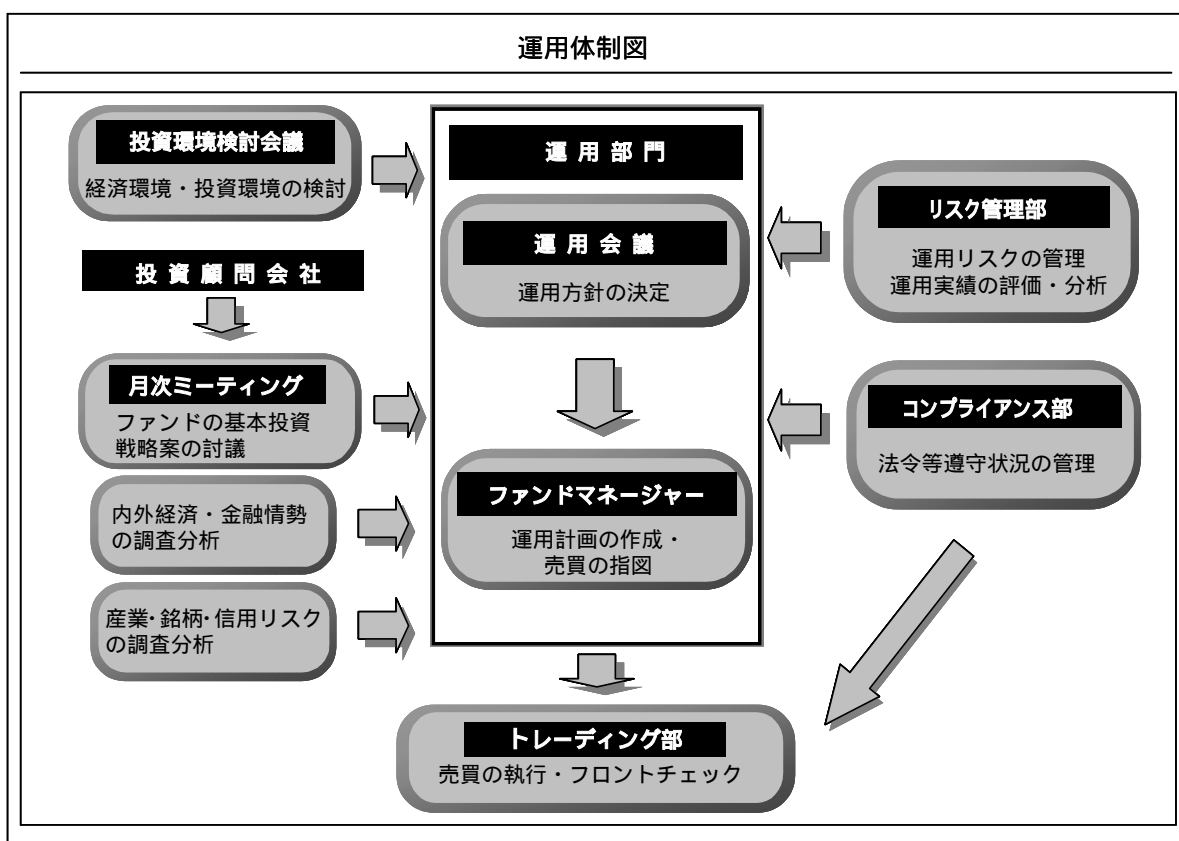 運用体制図
投資環境検討会議
経済環境・投資環境の検討
投資顧問会社
月次ミーティング
ファンドの基本投資
戦略案の討議
内外経済・金融情勢
の調査分析
産業・銘柄・信用リスク
の調査分析
運用部門
運用会議
運用方針の決定
ファンドマネージャー
運用計画の作成・
売買の指図
リスク管理部
運用リスクの管理
運用実績の評価・分析
コンプライアンス部
法令等遵守状況の管理
トレーディング部
売買の執行・フロントチェック